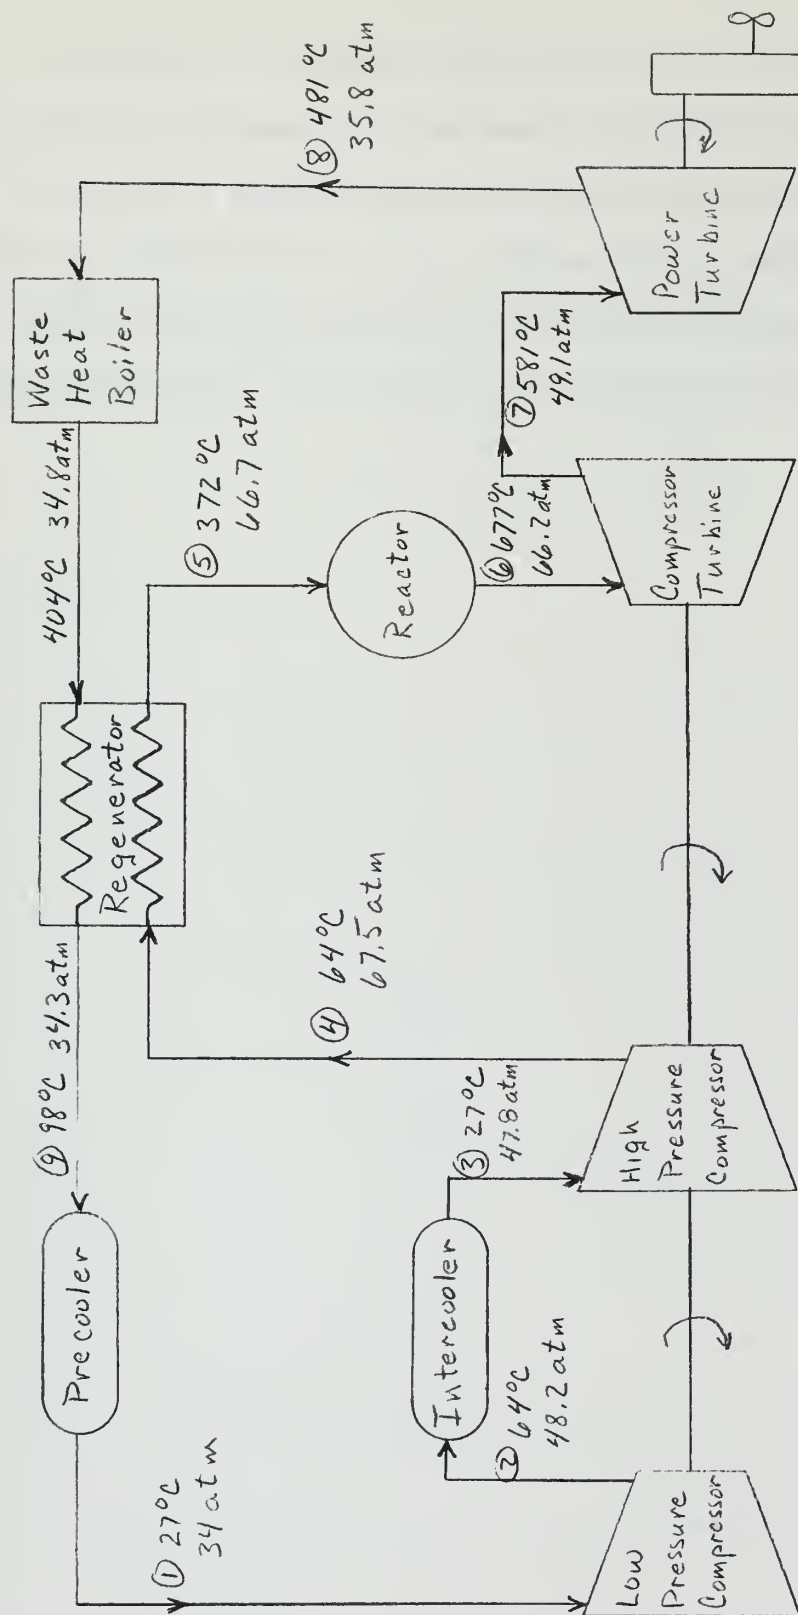 ⑨ 98°C 34.3 atm
404°C 34.8 atm
Precooler
Regenerator
Waste
Heat
Boiler
① 27°C
34 atm
④ 64°C
67.5 atm
⑤ 372°C
66.7 atm
⑧ 481°C
35.8 atm
Reactor
Intercooler
② 64°C
48.2 atm
③ 27°C
47.8 atm
⑥ 677°C
66.2 atm
⑦ 581°C
49.1 atm
Low
Pressure
Compressor
High
Pressure
Compressor
Compressor
Turbine
Power
Turbine